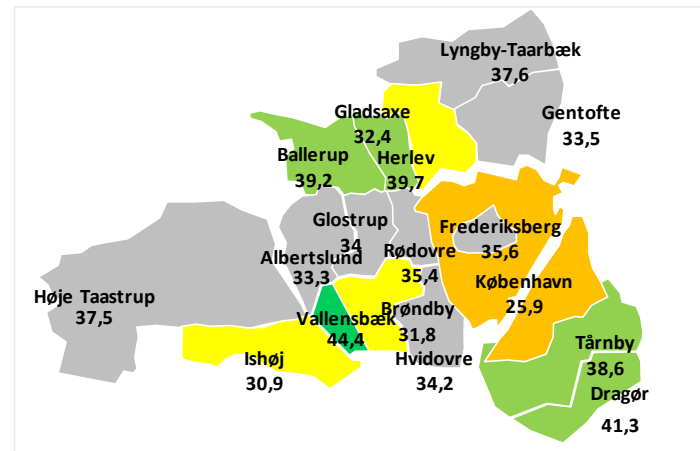 Lyngby-Taarbæk
37,6
Gentofte
33,5
Gladsaxe
32,4
Ballerup
39,2
Herlev
39,7
Glostrup
34
Frederiksberg
35,6
Albertslund
33,3
Rødovre
35,4
Høje Taastrup
37,5
København
25,9
Vallensbæk
44,4
Brøndby
31,8
Ishøj
30,9
Hvidovre
34,2
Tårnby
38,6
Dragør
41,3